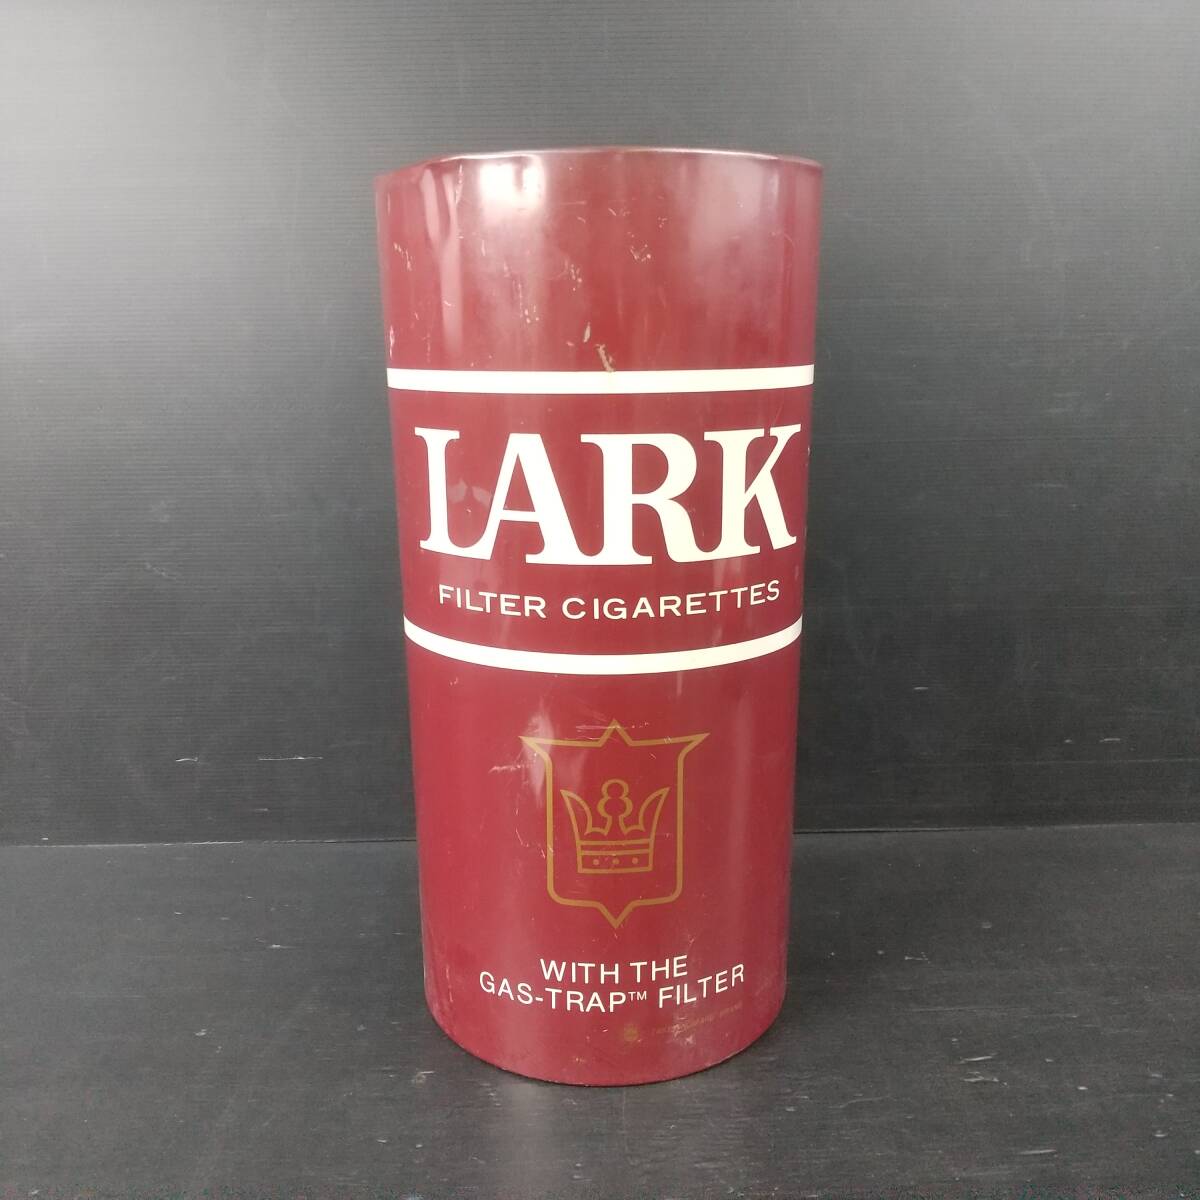 LARK
FILTER CIGARETTES
WITH THE
GAS-TRAP™ FILTER